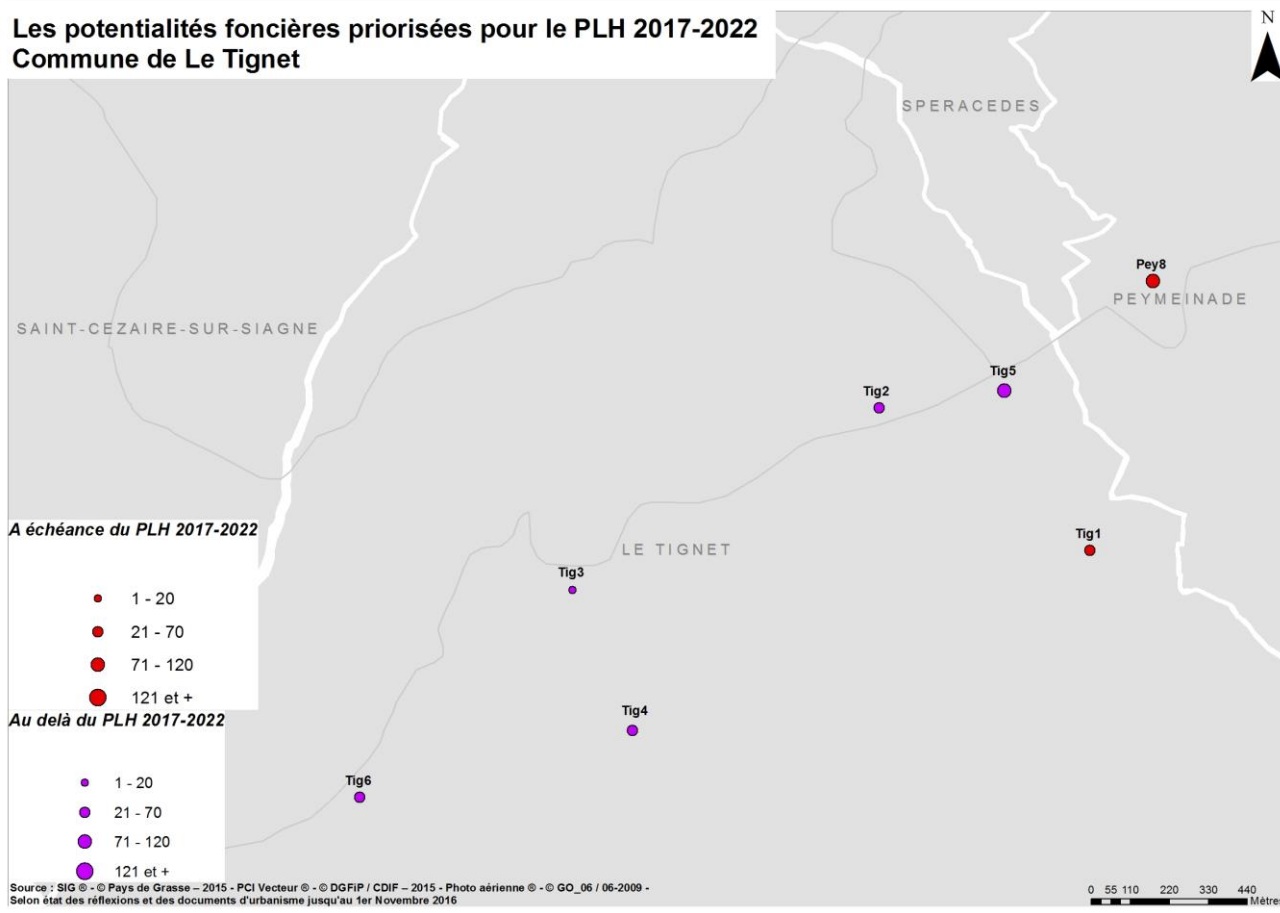 Les potentialités foncières priorisées pour le PLH 2017-2022
Commune de Le Tignet
N
SPERACEDES
Pey8
PEYMEINADE
SAINT-CEZAIRE-SUR-SIAGNE
Tig5
Tig2
A échéance du PLH 2017-2022
LE TIGNET
Tig1
Tig3
1 - 20
21 - 70
71 - 120
121 et +
Au delà du PLH 2017-2022
Tig4
Tig6
1 - 20
21 - 70
71 - 120
121 et +
Source : SIG ® - © Pays de Grasse – 2015 - PCI Vecteur ® - © DGFiP / CDIF – 2015 - Photo aérienne ® - © GO_06 / 06-2009 -
Selon état des réflexions et des documents d'urbanisme jusqu'au 1er Novembre 2016
0 55 110 220 330 440
Mètres